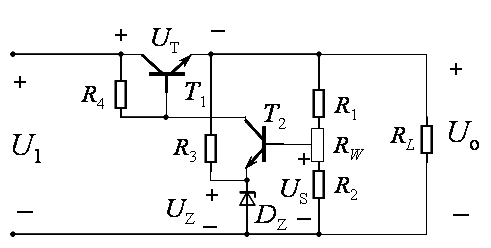 + U_T −
+
R_4
T_1
T_2
R_1
+
U_1
R_3
R_W
R_L
U_o
+
U_S
R_2
+
U_Z
D_Z
−
−
−
−